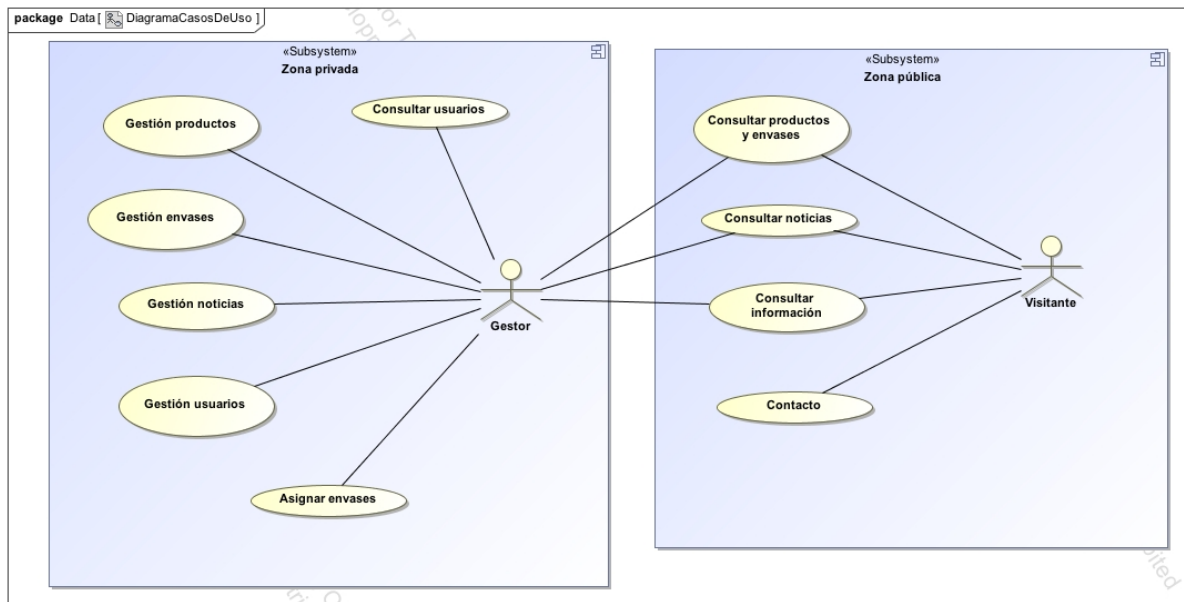 package Data [ DiagramaCasosDeUso ]
«Subsystem»
Zona privada
Gestión productos
Consultar usuarios
Gestión envases
Gestión noticias
Gestor
Gestión usuarios
Asignar envases
«Subsystem»
Zona pública
Consultar productos
y envases
Consultar noticias
Consultar
información
Visitante
Contacto